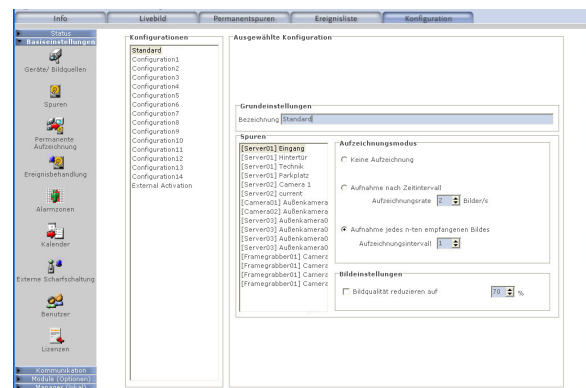 Info
Livebild
Permanentspuren
Ereignisliste
Konfiguration
Status
Basiseinstellungen
Geräte/ Bildquellen
Spuren
Permanente
Aufzeichnung
Ereignisbehandlung
Alarmzonen
Kalender
Externe Scharfschaltung
Benutzer
Lizenzen
Kommunikation
Module (Optionen)
Manager (lokal)
Konfigurationen
Standard
Configuration1
Configuration2
Configuration3
Configuration4
Configuration5
Configuration6
Configuration7
Configuration8
Configuration9
Configuration10
Configuration11
Configuration12
Configuration13
Configuration14
External Activation
Ausgewählte Konfiguration
Grundeinstellungen
Bezeichnung Standard
Spuren
[Server01] Eingang
[Server01] Hintertür
[Server01] Technik
[Server01] Parkplatz
[Server02] Camera 1
[Server02] current
[Camera01] Außenkamera
[Camera02] Außenkamera
[Server03] Außenkamera0
[Server03] Außenkamera0
[Server03] Außenkamera0
[Server03] Außenkamera0
[Framegrabber01] Camera
[Framegrabber01] Camera
[Framegrabber01] Camera
[Framegrabber01] Camera
Aufzeichnungsmodus
Keine Aufzeichnung
Aufnahme nach Zeitintervall
Aufzeichnungsrate 2 Bilder/s
Aufnahme jedes n-ten empfangenen Bildes
Aufzeichnungsintervall 1
Bildeinstellungen
Bildqualität reduzieren auf 70 %